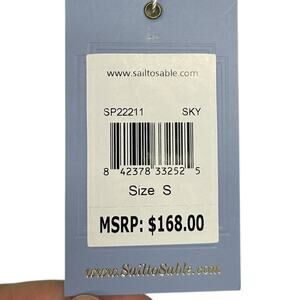 www.sailtosable.com
SP22211 SKY
8 42378 33252 5
Size S
MSRP: $168.00
www.SailtoSable.com